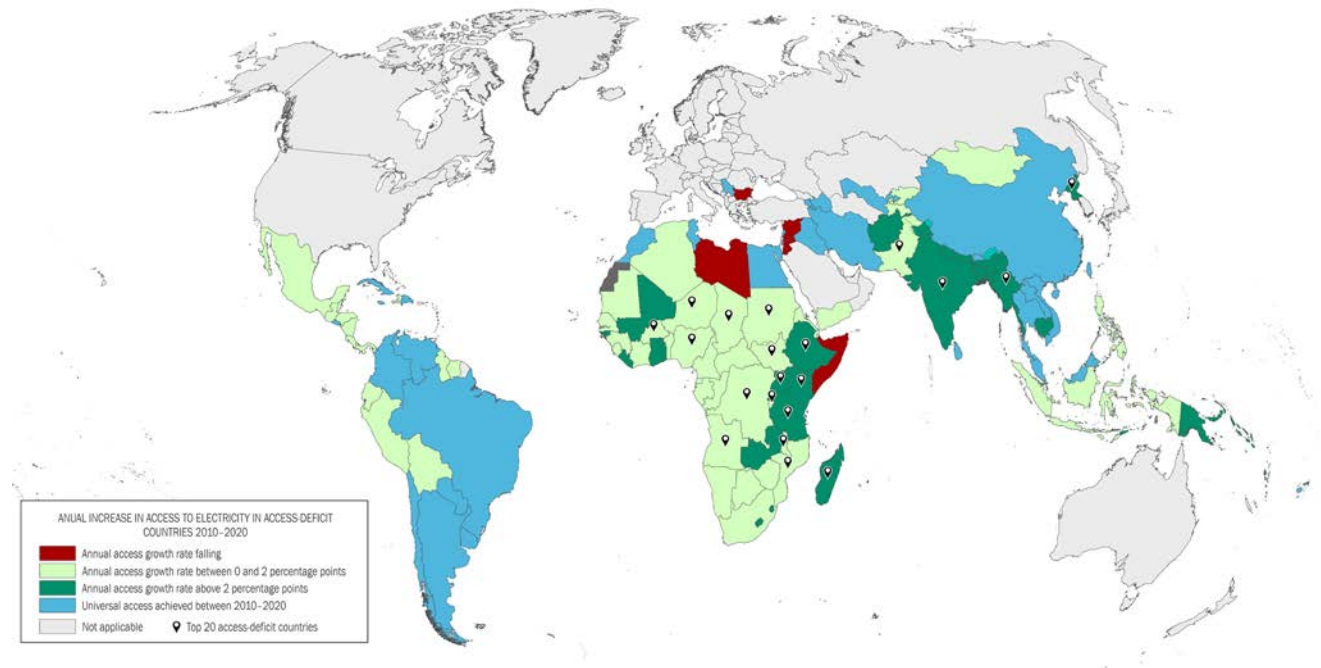 ANUAL INCREASE IN ACCESS TO ELECTRICITY IN ACCESS-DEFICIT
COUNTRIES 2010–2020
Annual access growth rate falling
Annual access growth rate between 0 and 2 percentage points
Annual access growth rate above 2 percentage points
Universal access achieved between 2010–2020
Not applicable
Top 20 access-deficit countries